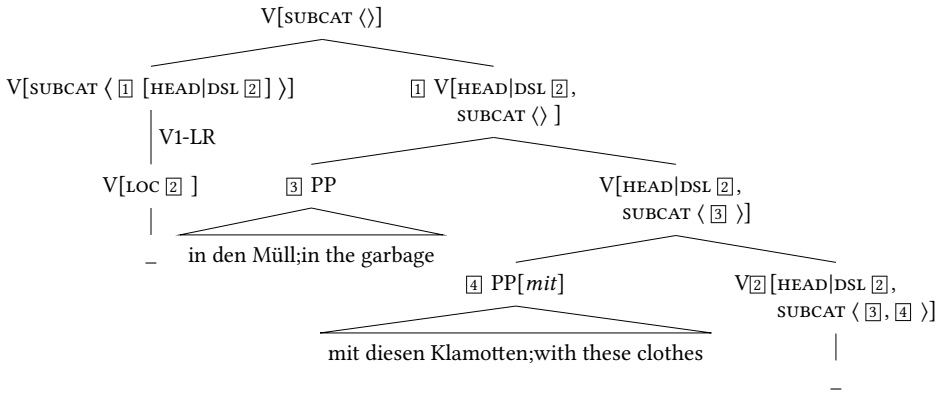 V[SUBCAT ⟨⟩]
V[SUBCAT ⟨ 1 [HEAD|DSL 2] ⟩] 1 V[HEAD|DSL 2,
SUBCAT ⟨⟩ ]
V1-LR
V[LOC 2 ] 3 PP V[HEAD|DSL 2,
SUBCAT ⟨ 3 ⟩]
_ in den Müll;in the garbage
4 PP[mit] V2[HEAD|DSL 2,
SUBCAT ⟨ 3, 4 ⟩]
mit diesen Klamotten;with these clothes
_